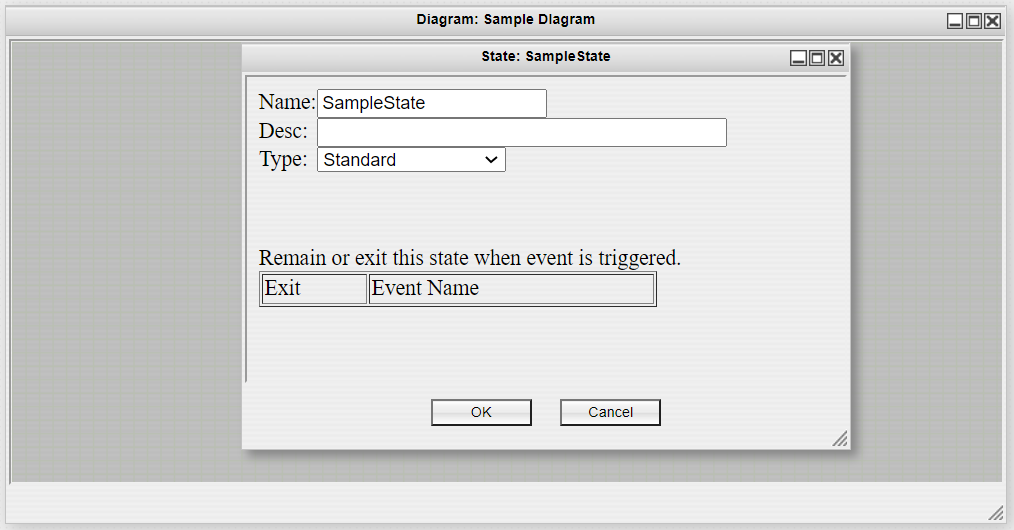 Diagram: Sample Diagram
State: SampleState
Name: SampleState
Desc:
Type: Standard
Remain or exit this state when event is triggered.
Exit Event Name
OK Cancel